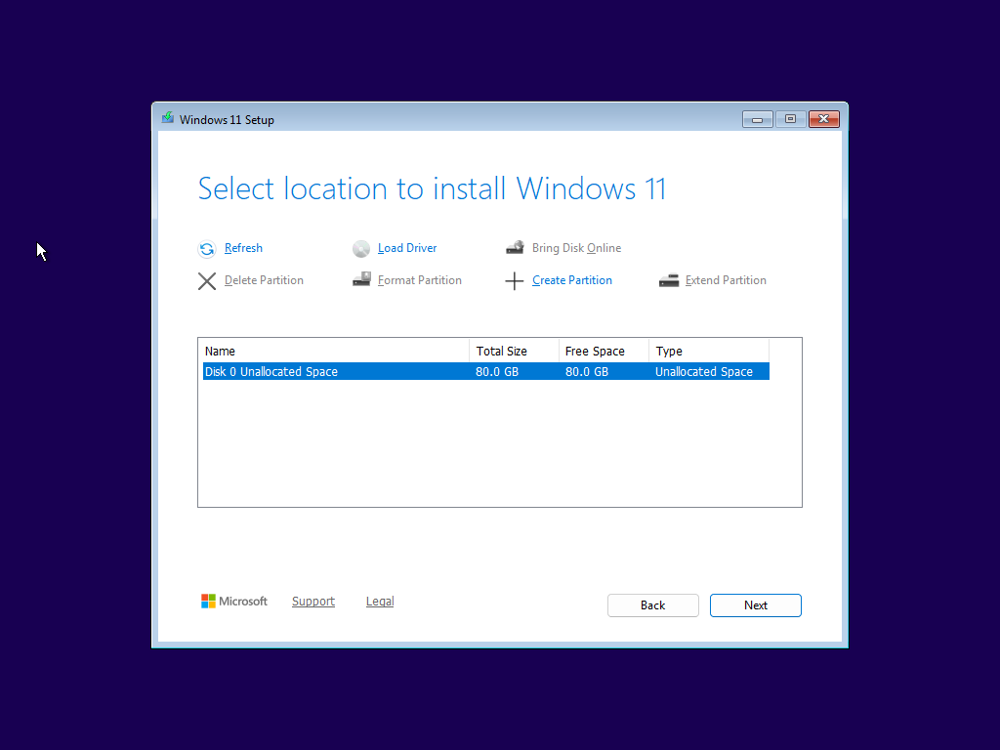 Windows 11 Setup
Select location to install Windows 11
Refresh Load Driver Bring Disk Online
Delete Partition Format Partition Create Partition Extend Partition
Name Total Size Free Space Type
Disk 0 Unallocated Space 80.0 GB 80.0 GB Unallocated Space
Microsoft Support Legal Back Next